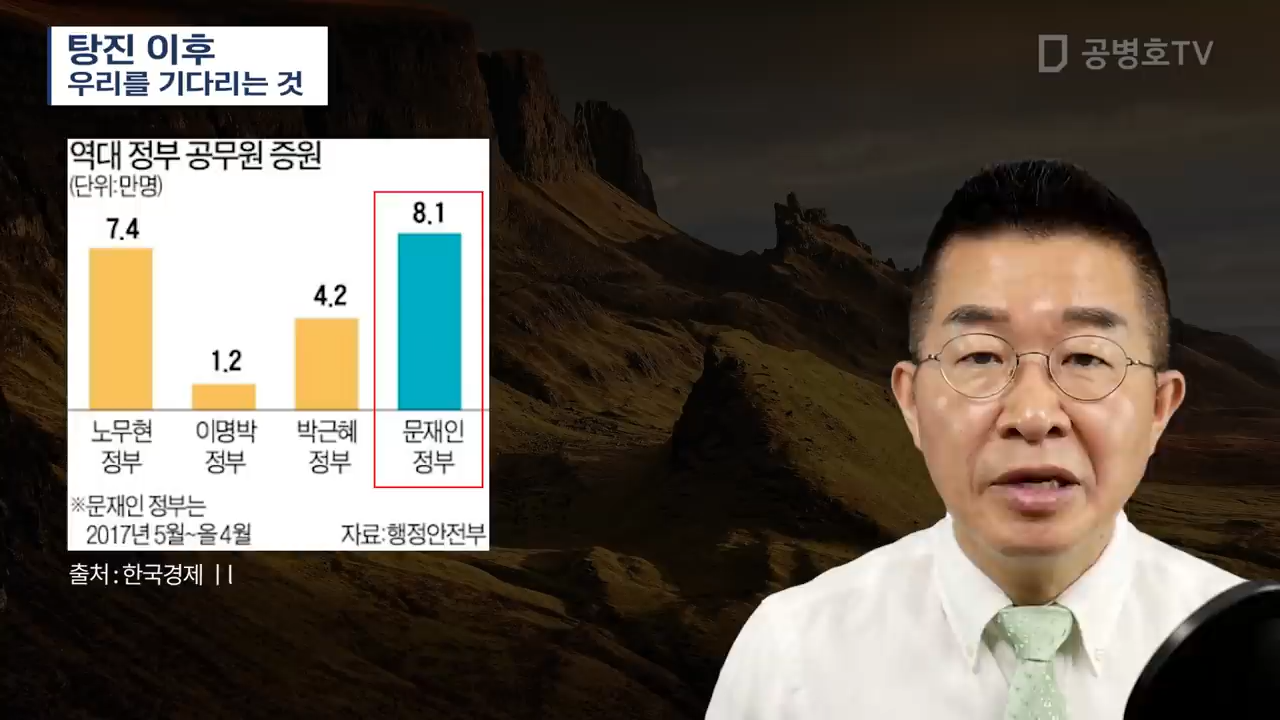 탕진 이후
우리를 기다리는 것
공병호TV
역대 정부 공무원 증원
(단위:만명)
7.4
1.2
4.2
8.1
노무현
정부
이명박
정부
박근혜
정부
문재인
정부
※문재인 정부는
2017년 5월~올 4월
자료:행정안전부
출처 : 한국경제 ㅣㅣ